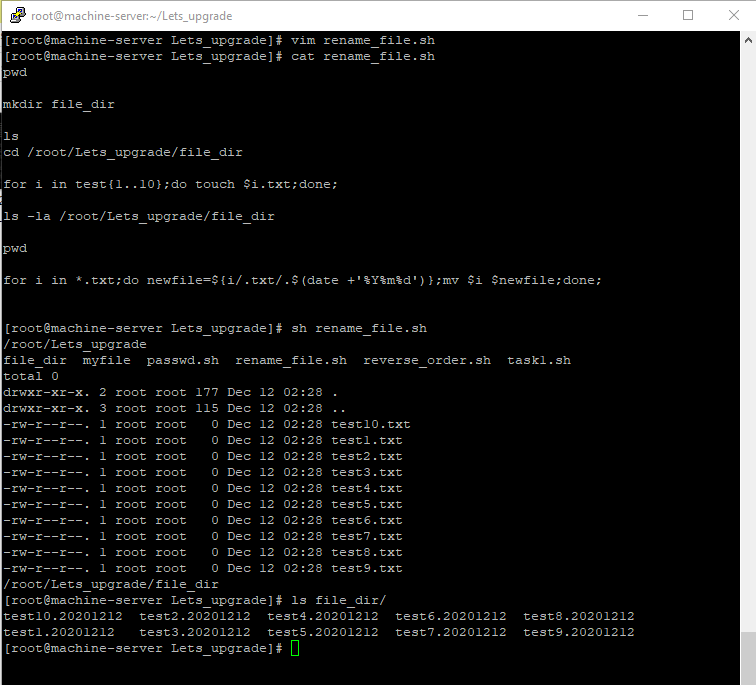 root@machine-server:~/Lets_upgrade
[root@machine-server Lets_upgrade]# vim rename_file.sh
[root@machine-server Lets_upgrade]# cat rename_file.sh
pwd
mkdir file_dir
ls
cd /root/Lets_upgrade/file_dir
for i in test{1..10};do touch $i.txt;done;
ls -la /root/Lets_upgrade/file_dir
pwd
for i in *.txt;do newfile=${i/.txt/.$(date +'%Y%m%d')};mv $i $newfile;done;
[root@machine-server Lets_upgrade]# sh rename_file.sh
/root/Lets_upgrade
file_dir  myfile  passwd.sh  rename_file.sh  reverse_order.sh  task1.sh
total 0
drwxr-xr-x. 2 root root 177 Dec 12 02:28 .
drwxr-xr-x. 3 root root 115 Dec 12 02:28 ..
-rw-r--r--. 1 root root   0 Dec 12 02:28 test10.txt
-rw-r--r--. 1 root root   0 Dec 12 02:28 test1.txt
-rw-r--r--. 1 root root   0 Dec 12 02:28 test2.txt
-rw-r--r--. 1 root root   0 Dec 12 02:28 test3.txt
-rw-r--r--. 1 root root   0 Dec 12 02:28 test4.txt
-rw-r--r--. 1 root root   0 Dec 12 02:28 test5.txt
-rw-r--r--. 1 root root   0 Dec 12 02:28 test6.txt
-rw-r--r--. 1 root root   0 Dec 12 02:28 test7.txt
-rw-r--r--. 1 root root   0 Dec 12 02:28 test8.txt
-rw-r--r--. 1 root root   0 Dec 12 02:28 test9.txt
/root/Lets_upgrade/file_dir
[root@machine-server Lets_upgrade]# ls file_dir/
test10.20201212  test2.20201212  test4.20201212  test6.20201212  test8.20201212
test1.20201212   test3.20201212  test5.20201212  test7.20201212  test9.20201212
[root@machine-server Lets_upgrade]#